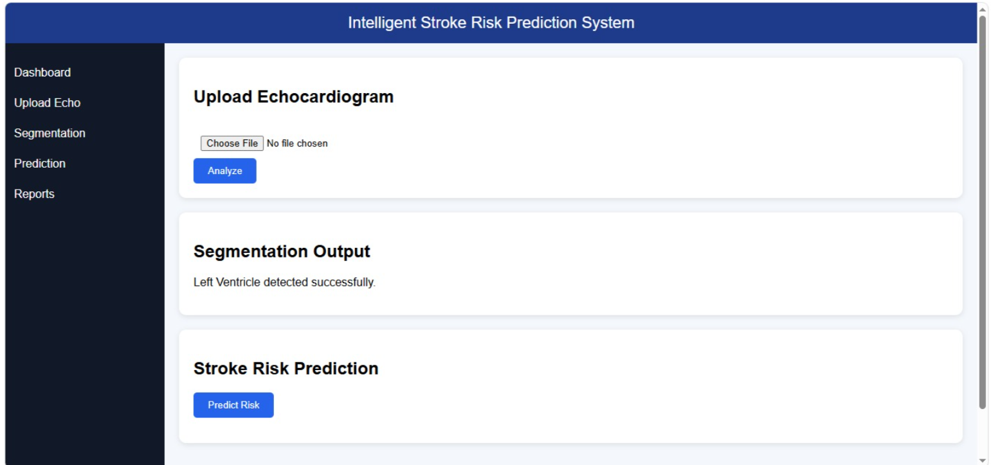 Intelligent Stroke Risk Prediction System
Dashboard
Upload Echo
Segmentation
Prediction
Reports
Upload Echocardiogram
Choose File No file chosen
Analyze
Segmentation Output
Left Ventricle detected successfully.
Stroke Risk Prediction
Predict Risk